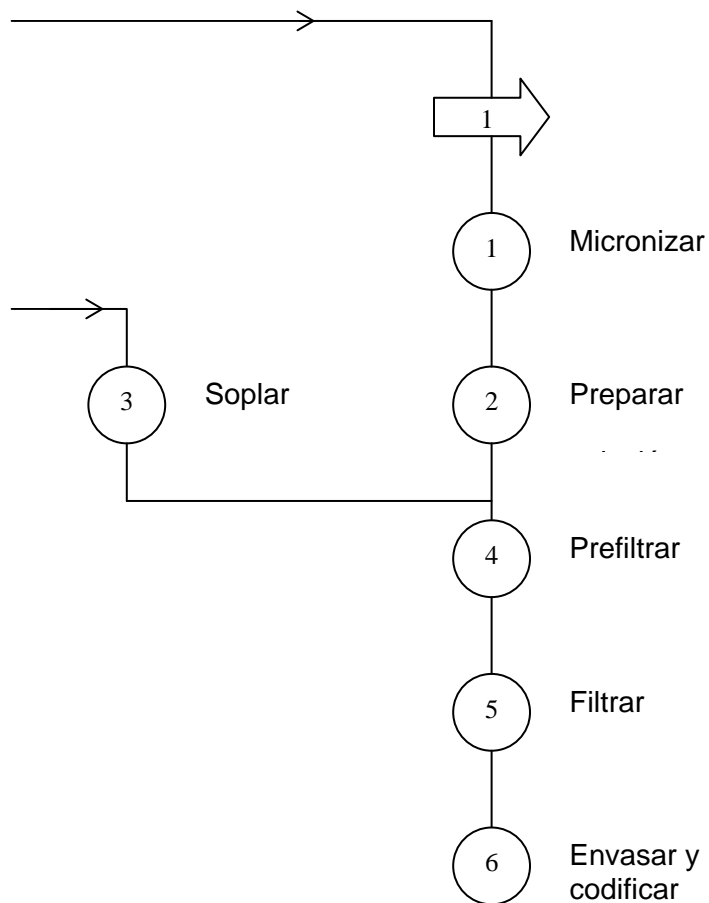 1
1 Micronizar
3 Soplar 2 Preparar
4 Prefiltrar
5 Filtrar
6 Envasar y
codificar